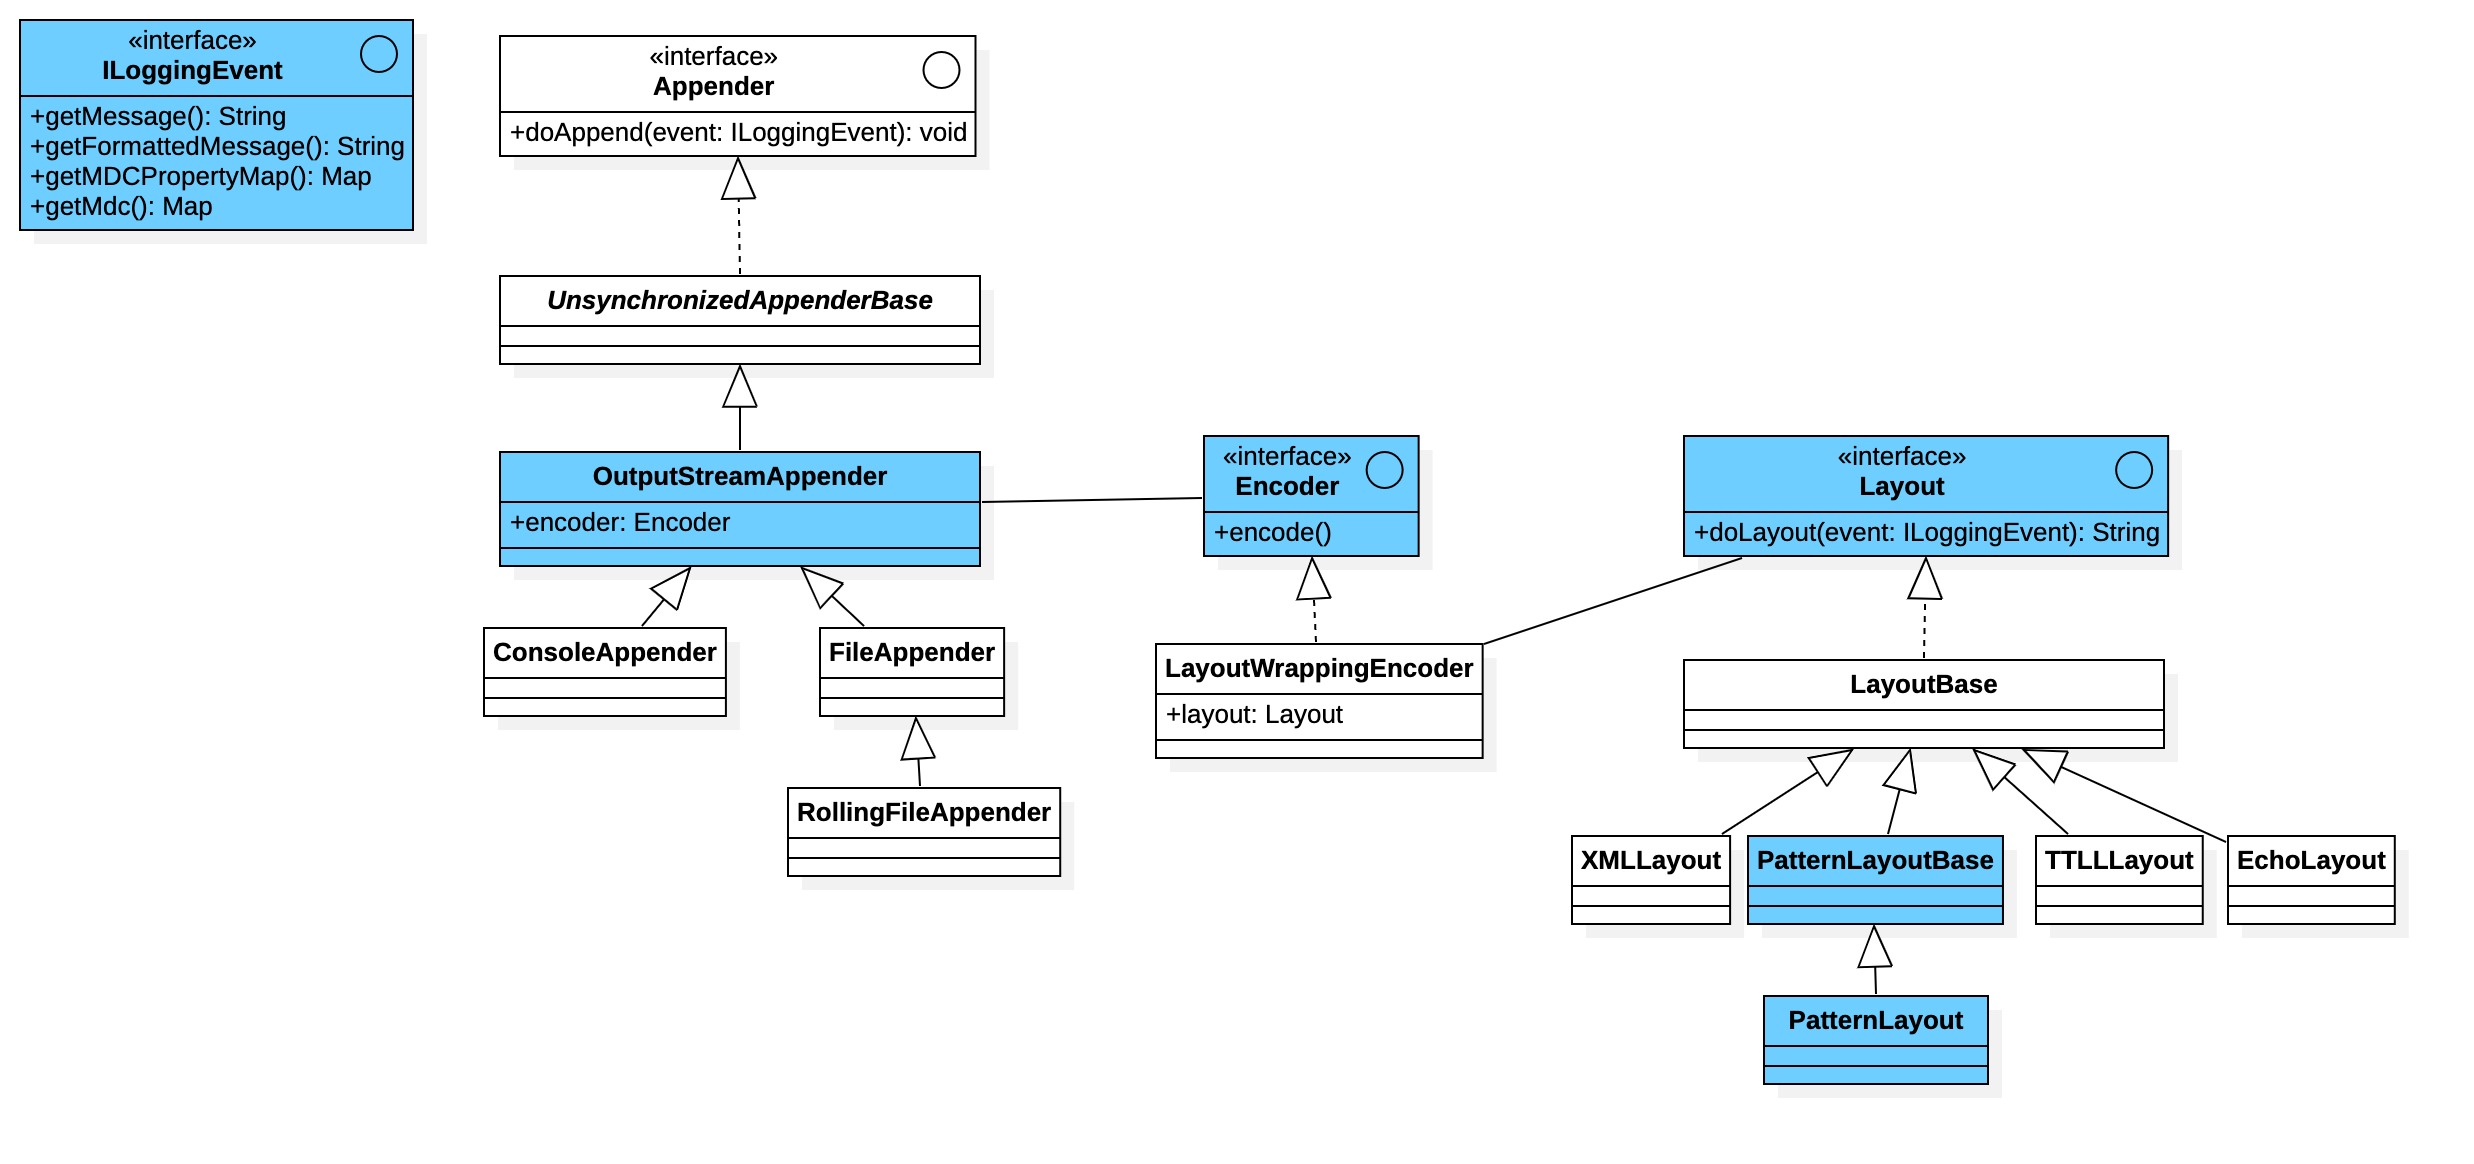 «interface»
ILoggingEvent
+getMessage(): String
+getFormattedMessage(): String
+getMDCPropertyMap(): Map
+getMdc(): Map
«interface»
Appender
+doAppend(event: ILoggingEvent): void
UnsynchronizedAppenderBase
OutputStreamAppender
+encoder: Encoder
«interface»
Encoder
+encode()
«interface»
Layout
+doLayout(event: ILoggingEvent): String
ConsoleAppender
FileAppender
LayoutWrappingEncoder
+layout: Layout
LayoutBase
RollingFileAppender
XMLLayout
PatternLayoutBase
TTLLLayout
EchoLayout
PatternLayout